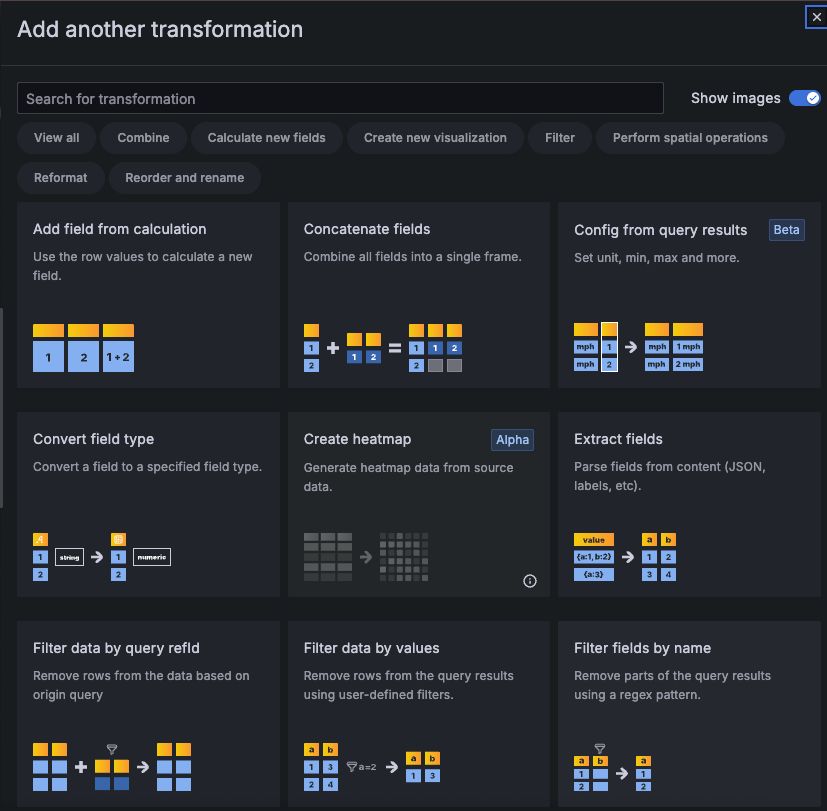 Add another transformation
Search for transformation
Show images
View all
Combine
Calculate new fields
Create new visualization
Filter
Perform spatial operations
Reformat
Reorder and rename
Add field from calculation
Use the row values to calculate a new
field.
1 2 1+2
Concatenate fields
Combine all fields into a single frame.
1 1 1 2
1 2 2
2 2
Config from query results
Beta
Set unit, min, max and more.
mph 1 mph 1 mph
mph 2 mph 2 mph
Convert field type
Convert a field to a specified field type.
1 string 1 numeric
2 2
Create heatmap
Alpha
Generate heatmap data from source
data.
Extract fields
Parse fields from content (JSON,
labels, etc).
value a b
{a:1, b:2} 1 2
{a:3} 3 4
Filter data by query refId
Remove rows from the data based on
origin query
Filter data by values
Remove rows from the query results
using user-defined filters.
a b
1 3 a=2 a b
2 4 1 3
Filter fields by name
Remove parts of the query results
using a regex pattern.
a b a
1 1
2 2